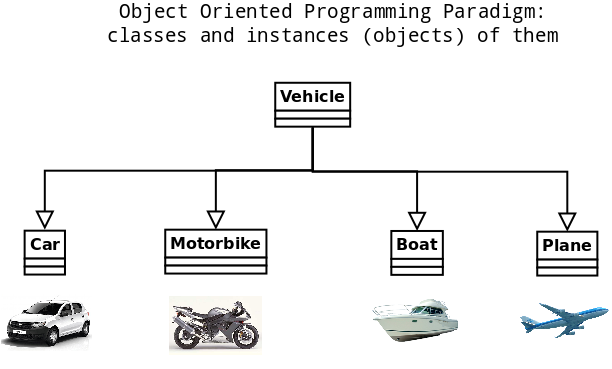 Object Oriented Programming Paradigm:
classes and instances (objects) of them
Vehicle
Car
Motorbike
Boat
Plane